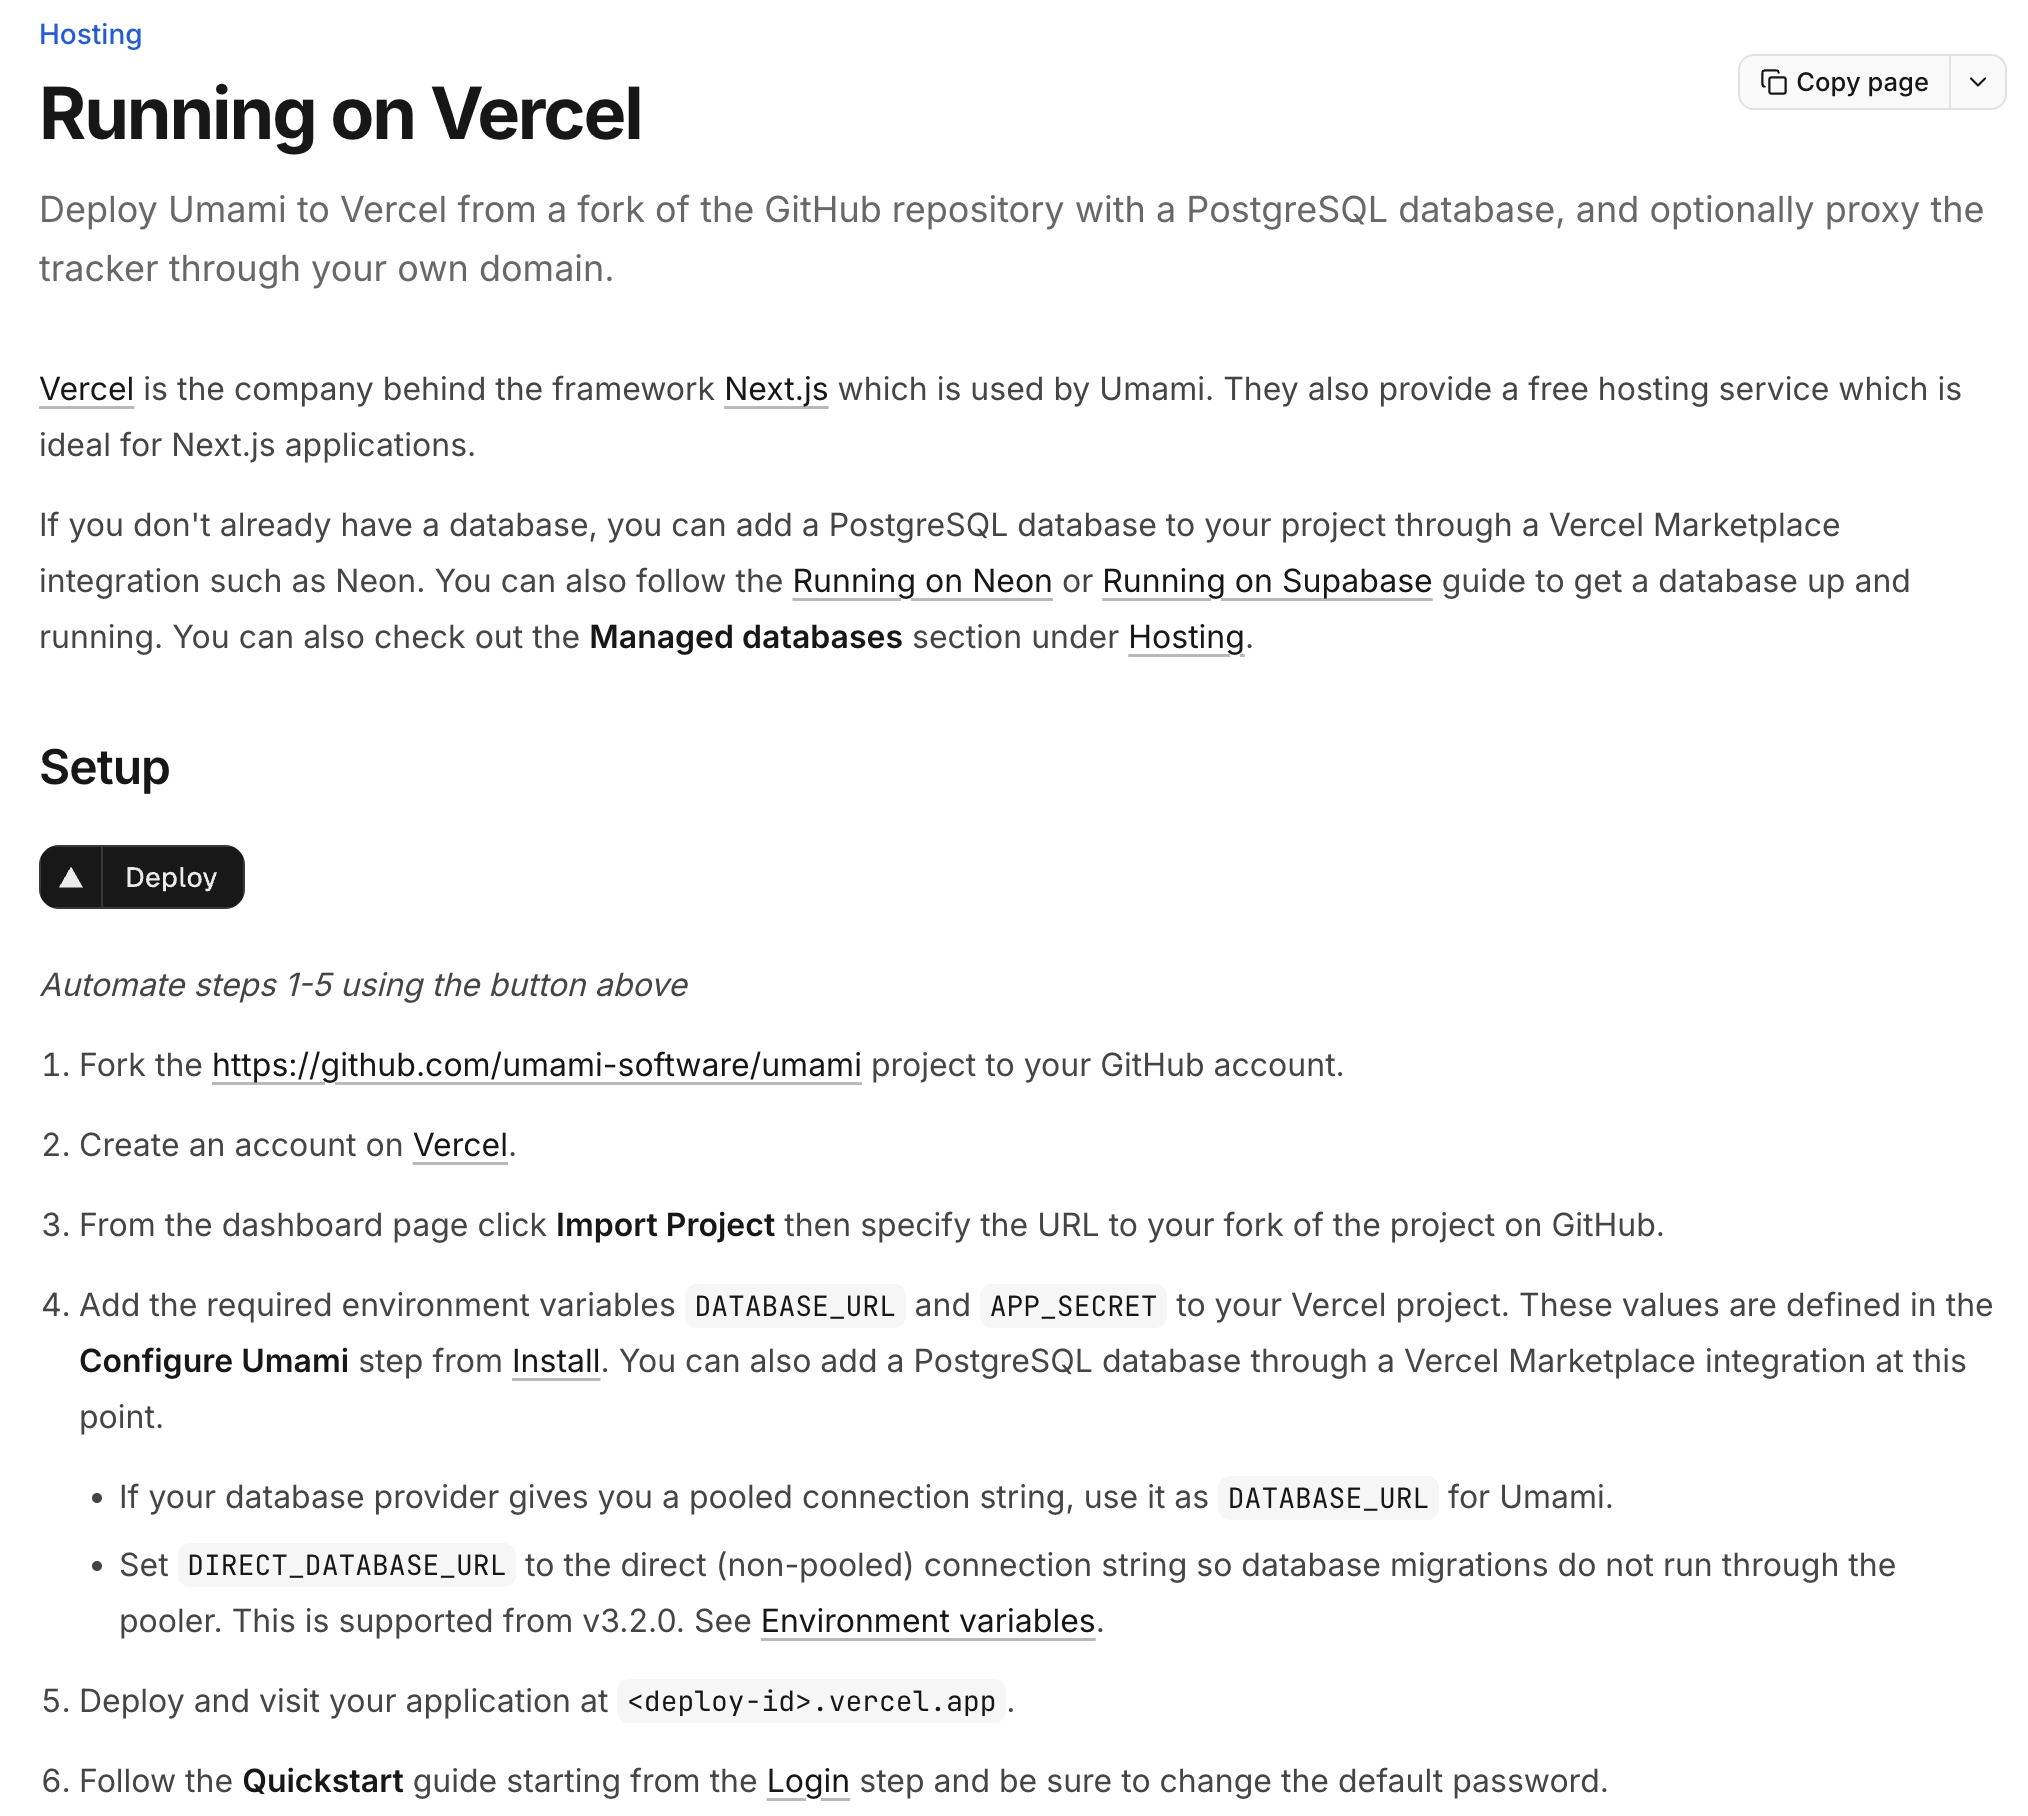 Hosting
Running on Vercel
Copy page
Deploy Umami to Vercel from a fork of the GitHub repository with a PostgreSQL database, and optionally proxy the
tracker through your own domain.
Vercel is the company behind the framework Next.js which is used by Umami. They also provide a free hosting service which is
ideal for Next.js applications.
If you don't already have a database, you can add a PostgreSQL database to your project through a Vercel Marketplace
integration such as Neon. You can also follow the Running on Neon or Running on Supabase guide to get a database up and
running. You can also check out the Managed databases section under Hosting.
Setup
Deploy
Automate steps 1-5 using the button above
1. Fork the https://github.com/umami-software/umami project to your GitHub account.
2. Create an account on Vercel.
3. From the dashboard page click Import Project then specify the URL to your fork of the project on GitHub.
4. Add the required environment variables DATABASE_URL and APP_SECRET to your Vercel project. These values are defined in the
Configure Umami step from Install. You can also add a PostgreSQL database through a Vercel Marketplace integration at this
point.
• If your database provider gives you a pooled connection string, use it as DATABASE_URL for Umami.
• Set DIRECT_DATABASE_URL to the direct (non-pooled) connection string so database migrations do not run through the
pooler. This is supported from v3.2.0. See Environment variables.
5. Deploy and visit your application at <deploy-id>.vercel.app.
6. Follow the Quickstart guide starting from the Login step and be sure to change the default password.